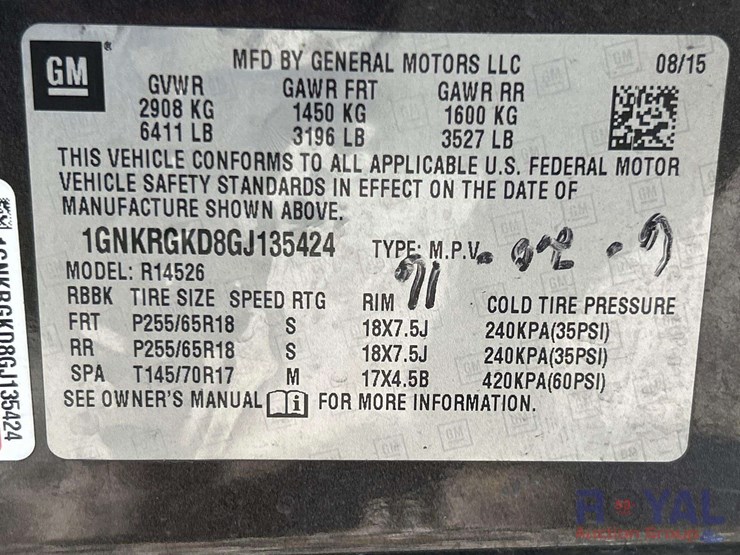 GM
MFD BY GENERAL MOTORS LLC 08/15
GVWR GAWR FRT GAWR RR
2908 KG 1450 KG 1600 KG
6411 LB 3196 LB 3527 LB
THIS VEHICLE CONFORMS TO ALL APPLICABLE U.S. FEDERAL MOTOR
VEHICLE SAFETY STANDARDS IN EFFECT ON THE DATE OF
MANUFACTURE SHOWN ABOVE.
1GNKRGKD8GJ135424 TYPE: M.P.V.
MODEL: R14526
RBBK TIRE SIZE SPEED RTG RIM COLD TIRE PRESSURE
FRT P255/65R18 S 18X7.5J 240KPA(35PSI)
RR P255/65R18 S 18X7.5J 240KPA(35PSI)
SPA T145/70R17 M 17X4.5B 420KPA(60PSI)
SEE OWNER'S MANUAL FOR MORE INFORMATION.
1GNKRGKD8GJ135424
ROYAL
Auction Group